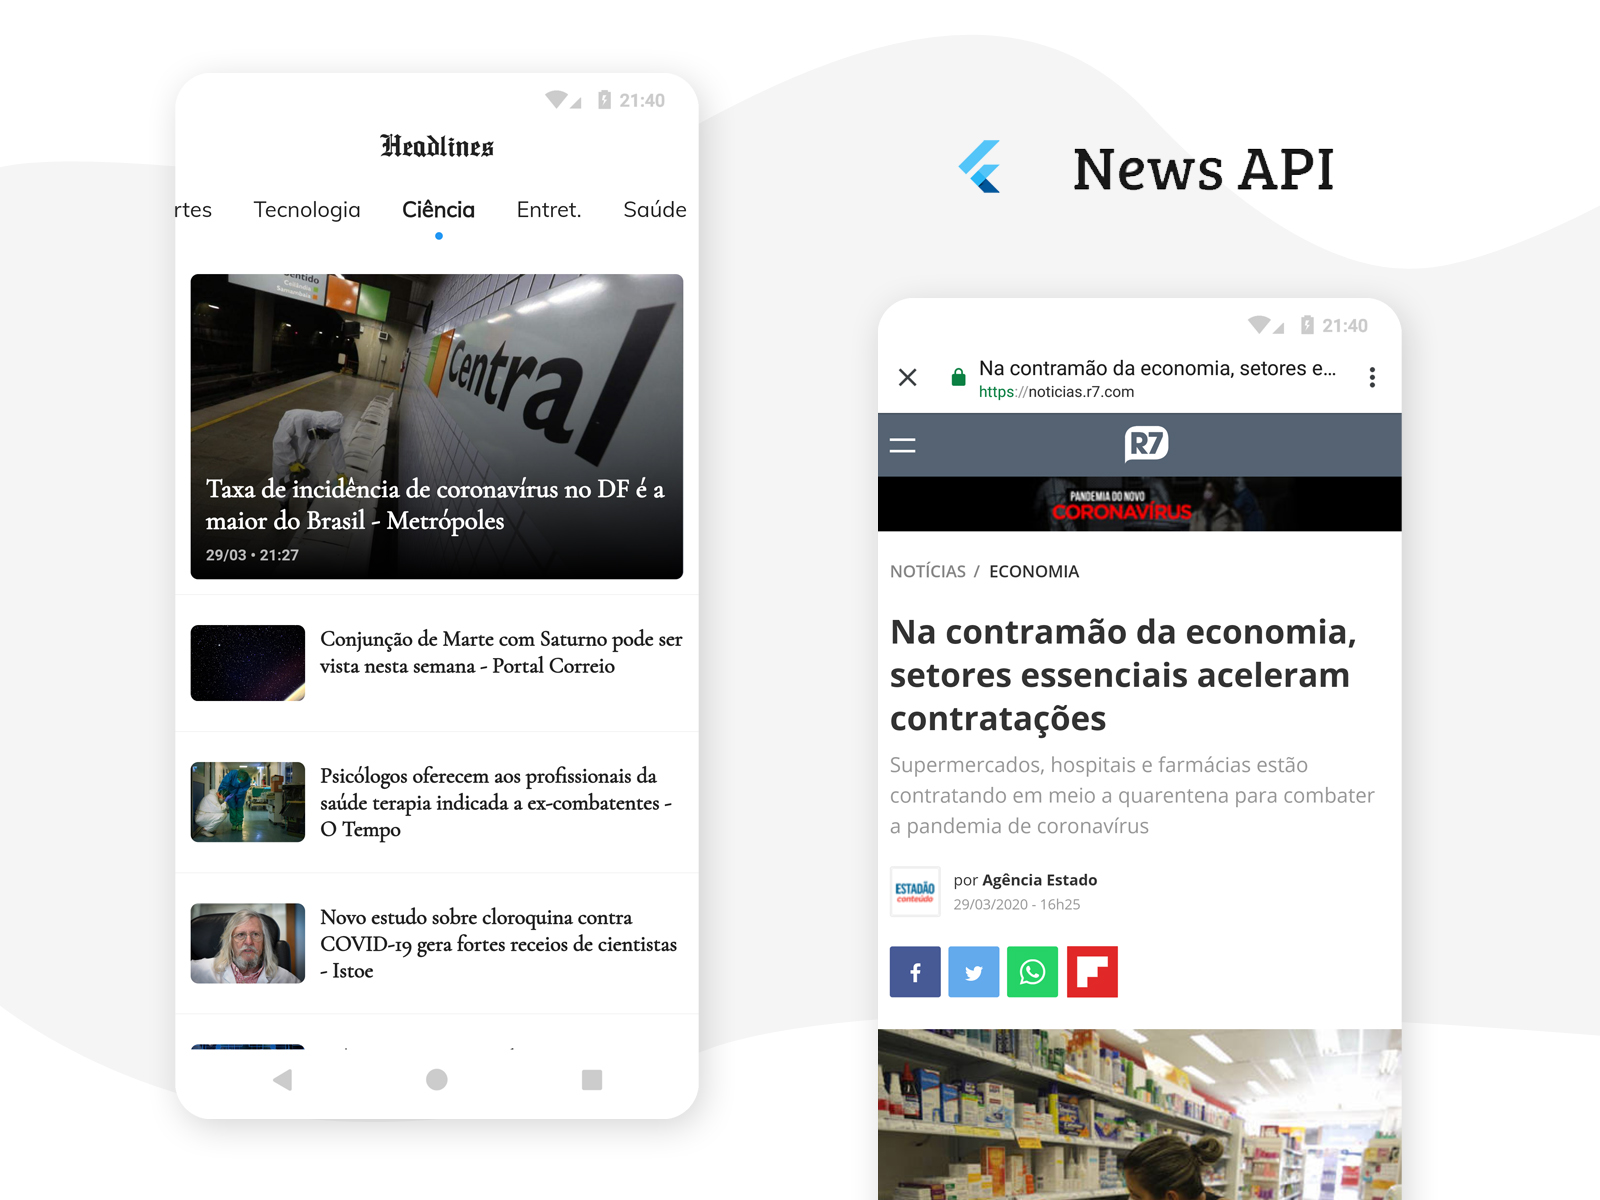 21:40
Headlines
rtes Tecnologia Ciência Entret. Saúde
Central
Taxa de incidência de coronavírus no DF é a
maior do Brasil - Metrópoles
29/03 • 21:27
Conjunção de Marte com Saturno pode ser
vista nesta semana - Portal Correio
Psicólogos oferecem aos profissionais da
saúde terapia indicada a ex-combatentes -
O Tempo
Novo estudo sobre cloroquina contra
COVID-19 gera fortes receios de cientistas
- Istoe
News API
21:40
Na contramão da economia, setores e...
https://noticias.r7.com
R7
PANDEMIA DO NOVO
CORONAVÍRUS
NOTÍCIAS / ECONOMIA
Na contramão da economia,
setores essenciais aceleram
contratações
Supermercados, hospitais e farmácias estão
contratando em meio a quarentena para combater
a pandemia de coronavírus
ESTADÃO
conteúdo
por Agência Estado
29/03/2020 - 16h25